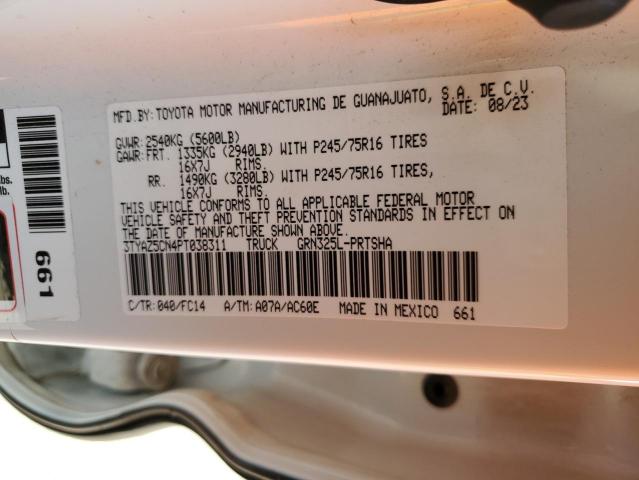 MFD.BY: TOYOTA MOTOR MANUFACTURING DE GUANAJUATO, S.A. DE C.V.
DATE: 08/23
GVWR: 2540KG (5600LB)
GAWR: FRT. 1335KG (2940LB) WITH P245/75R16 TIRES
16X7J RIMS.
RR. 1490KG (3280LB) WITH P245/75R16 TIRES,
16X7J RIMS.
THIS VEHICLE CONFORMS TO ALL APPLICABLE FEDERAL MOTOR
VEHICLE SAFETY AND THEFT PREVENTION STANDARDS IN EFFECT ON
THE DATE OF MANUFACTURE SHOWN ABOVE.
3TYAZ5CN4PT038311 TRUCK GRN325L-PRTSHA
C/TR: 040/FC14 A/TM: A07A/AC60E MADE IN MEXICO 661
bs.
lb.
661